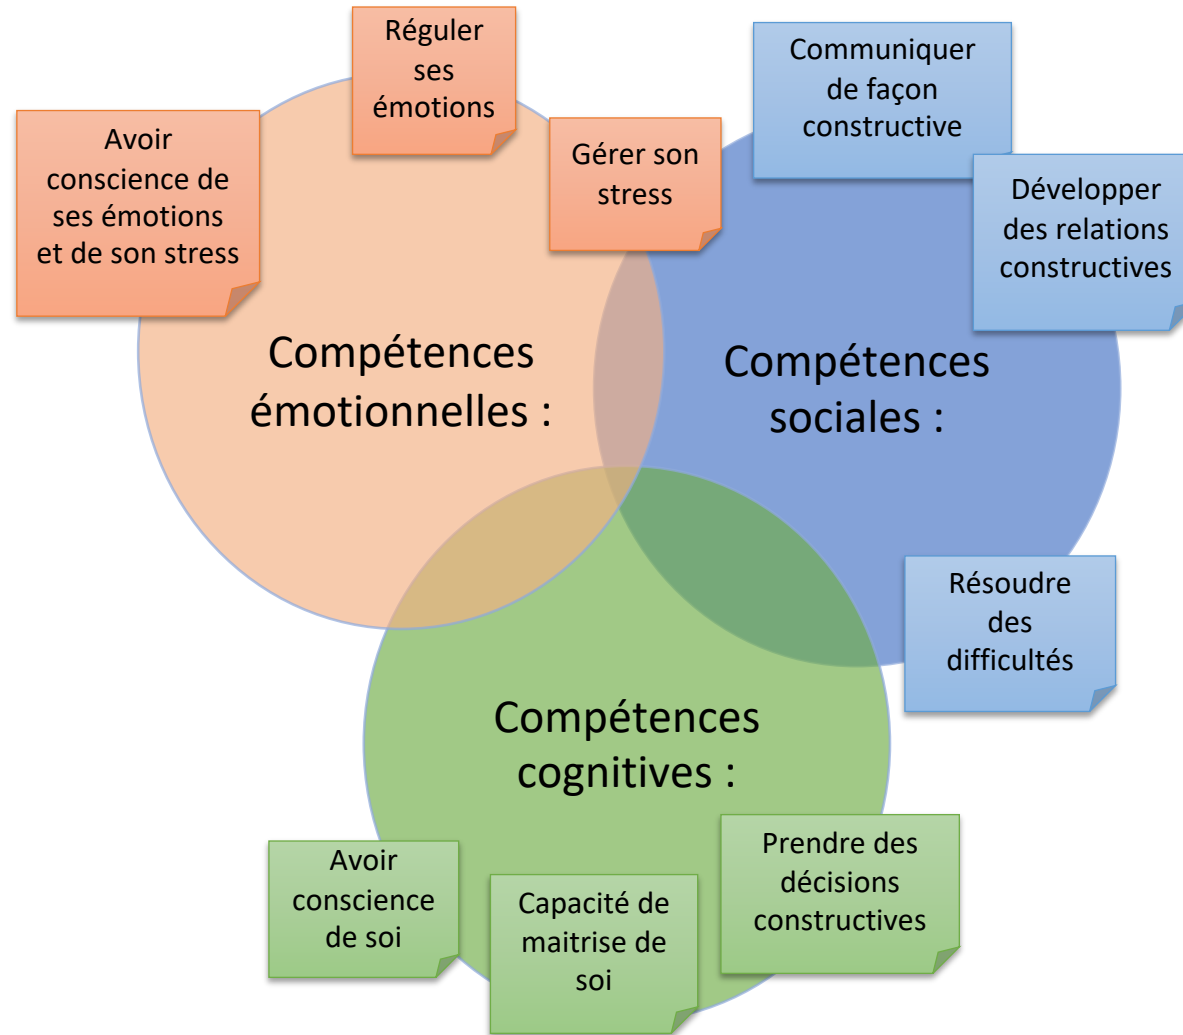 Réguler
ses
émotions
Avoir
conscience de
ses émotions
et de son stress
Gérer son
stress
Communiquer
de façon
constructive
Développer
des relations
constructives
Compétences
émotionnelles :
Compétences
sociales :
Résoudre
des
difficultés
Compétences
cognitives :
Avoir
conscience
de soi
Capacité de
maitrise de
soi
Prendre des
décisions
constructives